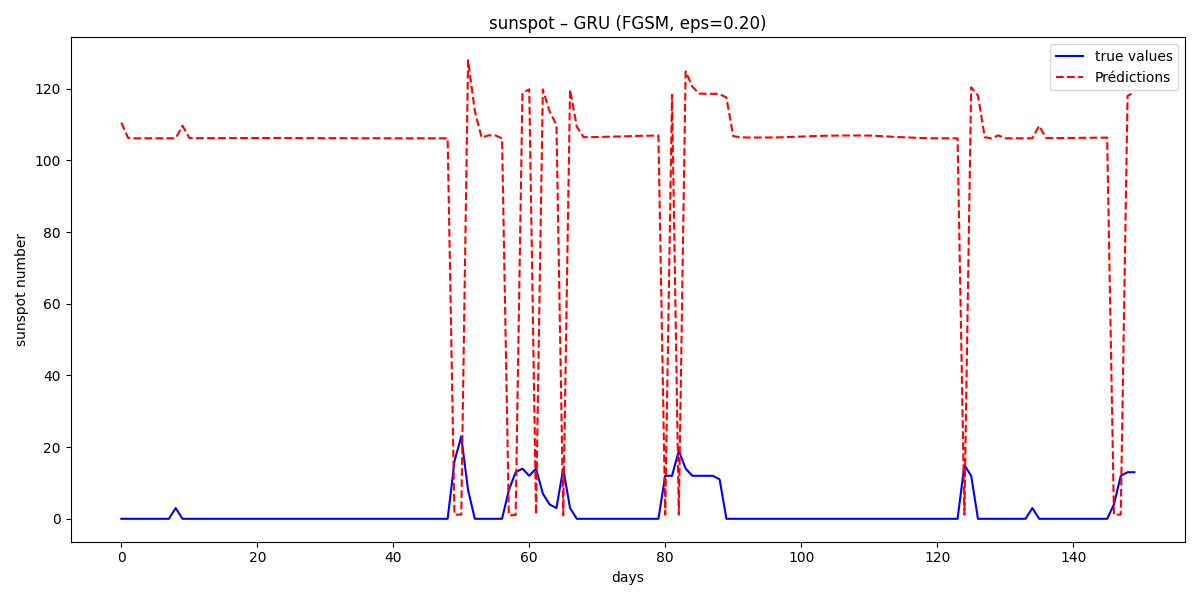 sunspot – GRU (FGSM, eps=0.20)
true values
Prédictions
sunspot number
120
100
80
60
40
20
0
0 20 40 60 80 100 120 140
days